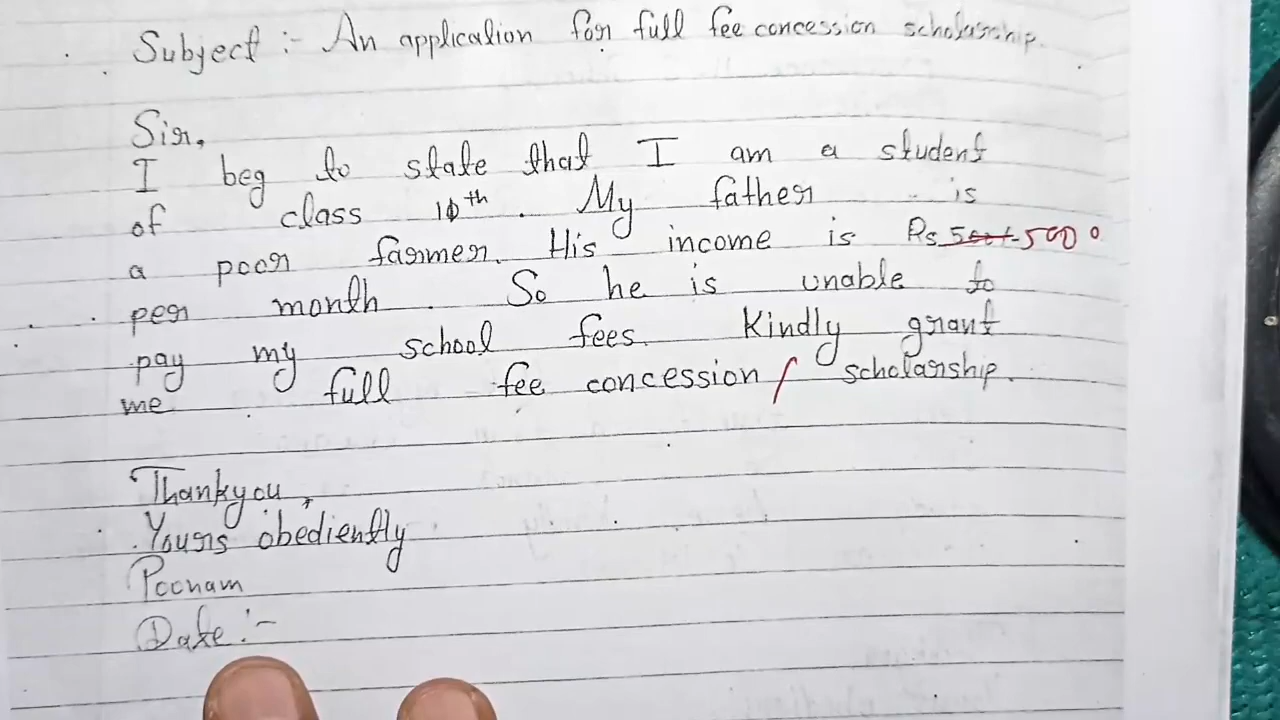 Subject :- An application for full fee concession scholarship.
Sir,
I beg to state that I am a student
of class 10th. My father is
a poor farmer. His income is Rs 5000
per month. So he is unable to
pay my school fees. Kindly grant
me full fee concession / scholarship.
Thankyou,
Yours obediently
Poonam
Date :-